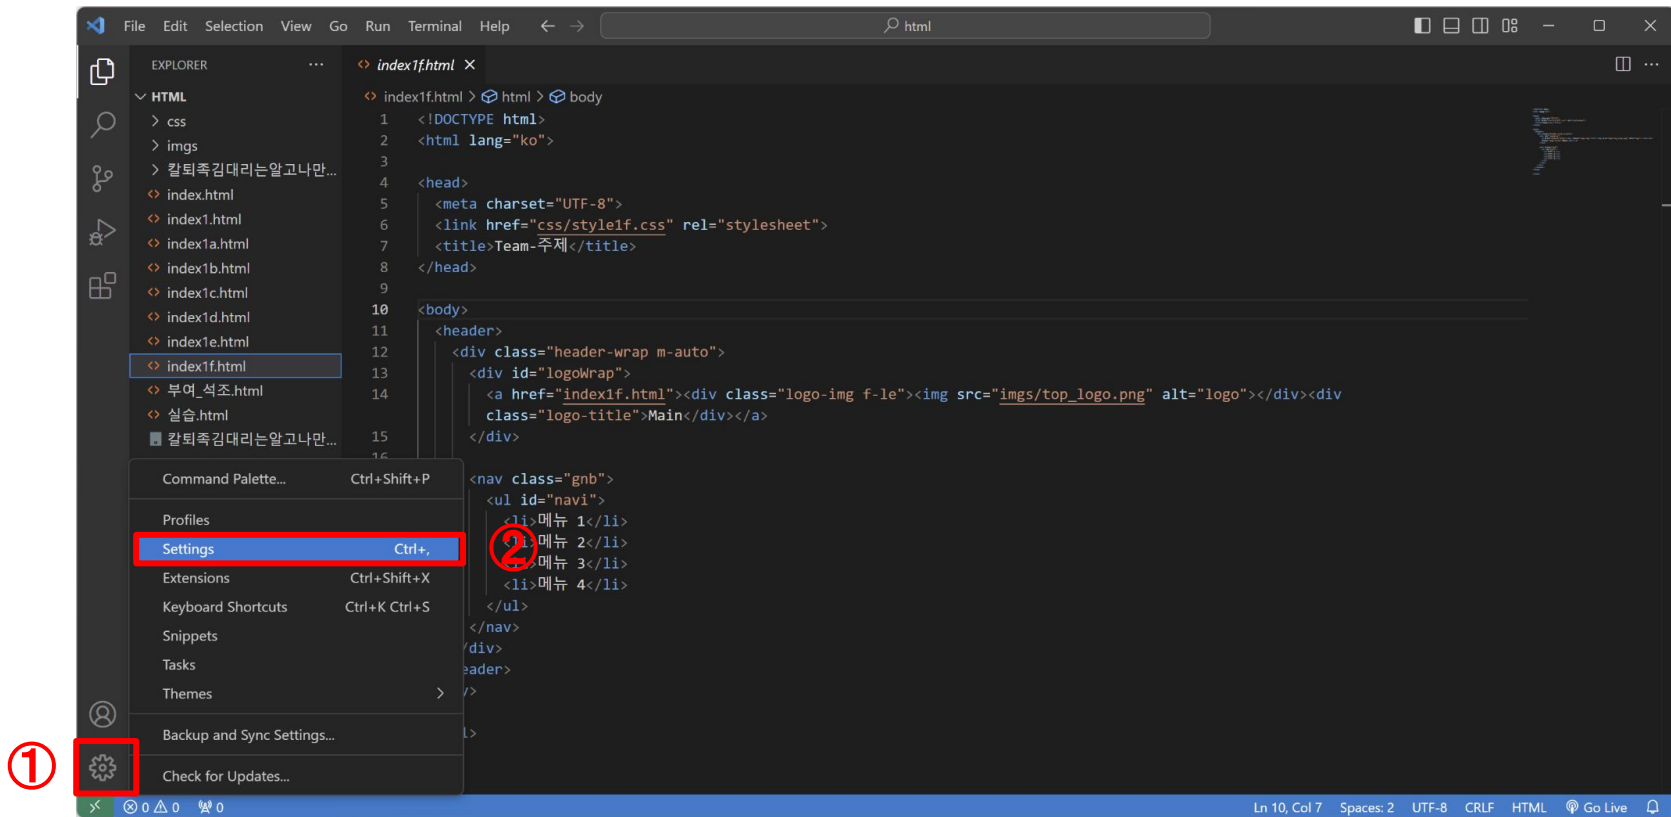 File Edit Selection View Go Run Terminal Help html
EXPLORER ...
HTML
css
imgs
칼퇴족김대리는알고나만...
index.html
index1.html
index1a.html
index1b.html
index1c.html
index1d.html
index1e.html
index1f.html
부여_석조.html
실습.html
칼퇴족김대리는알고나만...
index1f.html
index1f.html > html > body
1 <!DOCTYPE html>
2 <html lang="ko">
3
4 <head>
5 <meta charset="UTF-8">
6 <link href="css/style1f.css" rel="stylesheet">
7 <title>Team-주제</title>
8 </head>
9
10 <body>
11 <header>
12 <div class="header-wrap m-auto">
13 <div id="logoWrap">
14 <a href="index1f.html"><div class="logo-img f-le"><img src="imgs/top_logo.png" alt="logo"></div><div
class="logo-title">Main</div></a>
15 </div>
16
<nav class="gnb">
<ul id="navi">
<li>메뉴 1</li>
<li>메뉴 2</li>
<li>메뉴 3</li>
<li>메뉴 4</li>
</ul>
</nav>
/div>
eader>
/>
l>
Command Palette... Ctrl+Shift+P
Profiles
Settings Ctrl+,
②
Extensions Ctrl+Shift+X
Keyboard Shortcuts Ctrl+K Ctrl+S
Snippets
Tasks
Themes >
Backup and Sync Settings...
Check for Updates...
①
0 0 0 Ln 10, Col 7 Spaces: 2 UTF-8 CRLF HTML Go Live